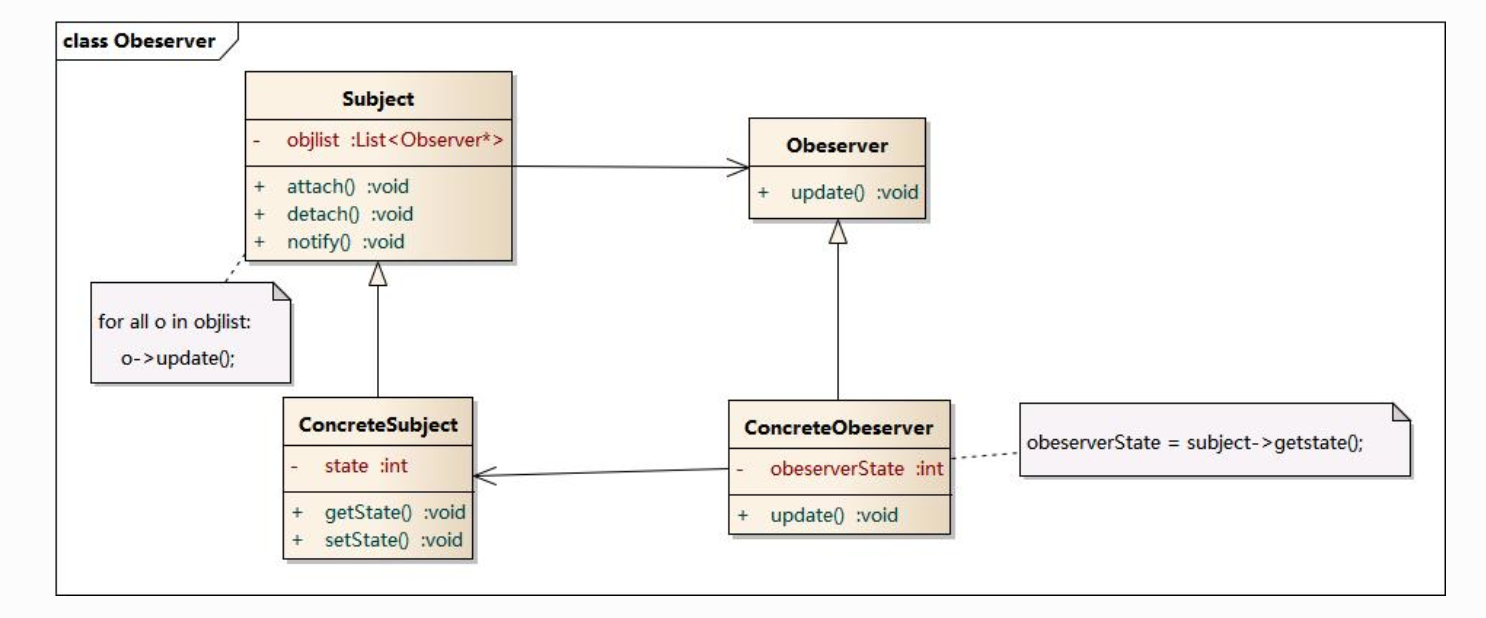 class Obeserver
Subject
- objlist :List<Observer*>
+ attach() :void
+ detach() :void
+ notify() :void
for all o in objlist:
o->update();
Obeserver
+ update() :void
ConcreteSubject
- state :int
+ getState() :void
+ setState() :void
ConcreteObeserver
- obeserverState :int
+ update() :void
obeserverState = subject->getstate();